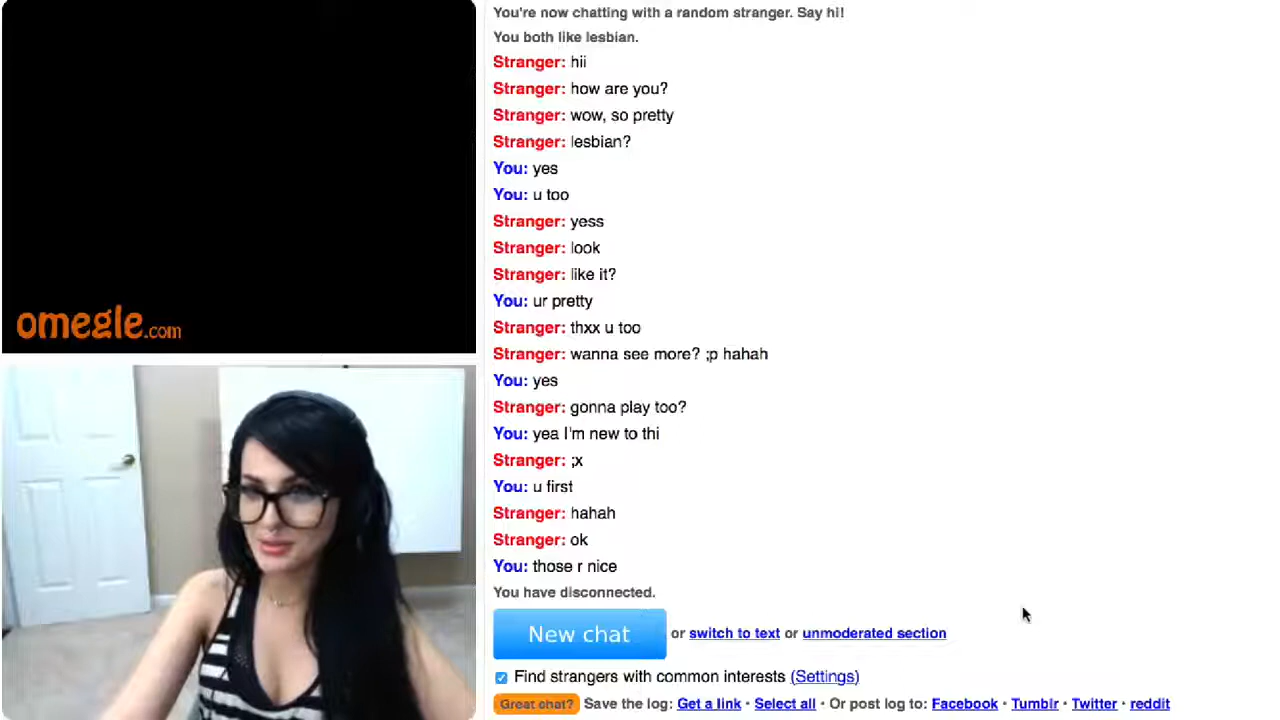 You're now chatting with a random stranger. Say hi!
You both like lesbian.
Stranger: hii
Stranger: how are you?
Stranger: wow, so pretty
Stranger: lesbian?
You: yes
You: u too
Stranger: yess
Stranger: look
Stranger: like it?
You: ur pretty
Stranger: thxx u too
Stranger: wanna see more? ;p hahah
You: yes
Stranger: gonna play too?
You: yea I'm new to thi
Stranger: ;x
You: u first
Stranger: hahah
Stranger: ok
You: those r nice
You have disconnected.
New chat or switch to text or unmoderated section
Find strangers with common interests (Settings)
Great chat? Save the log: Get a link • Select all • Or post log to: Facebook • Tumblr • Twitter • reddit
omegle.com